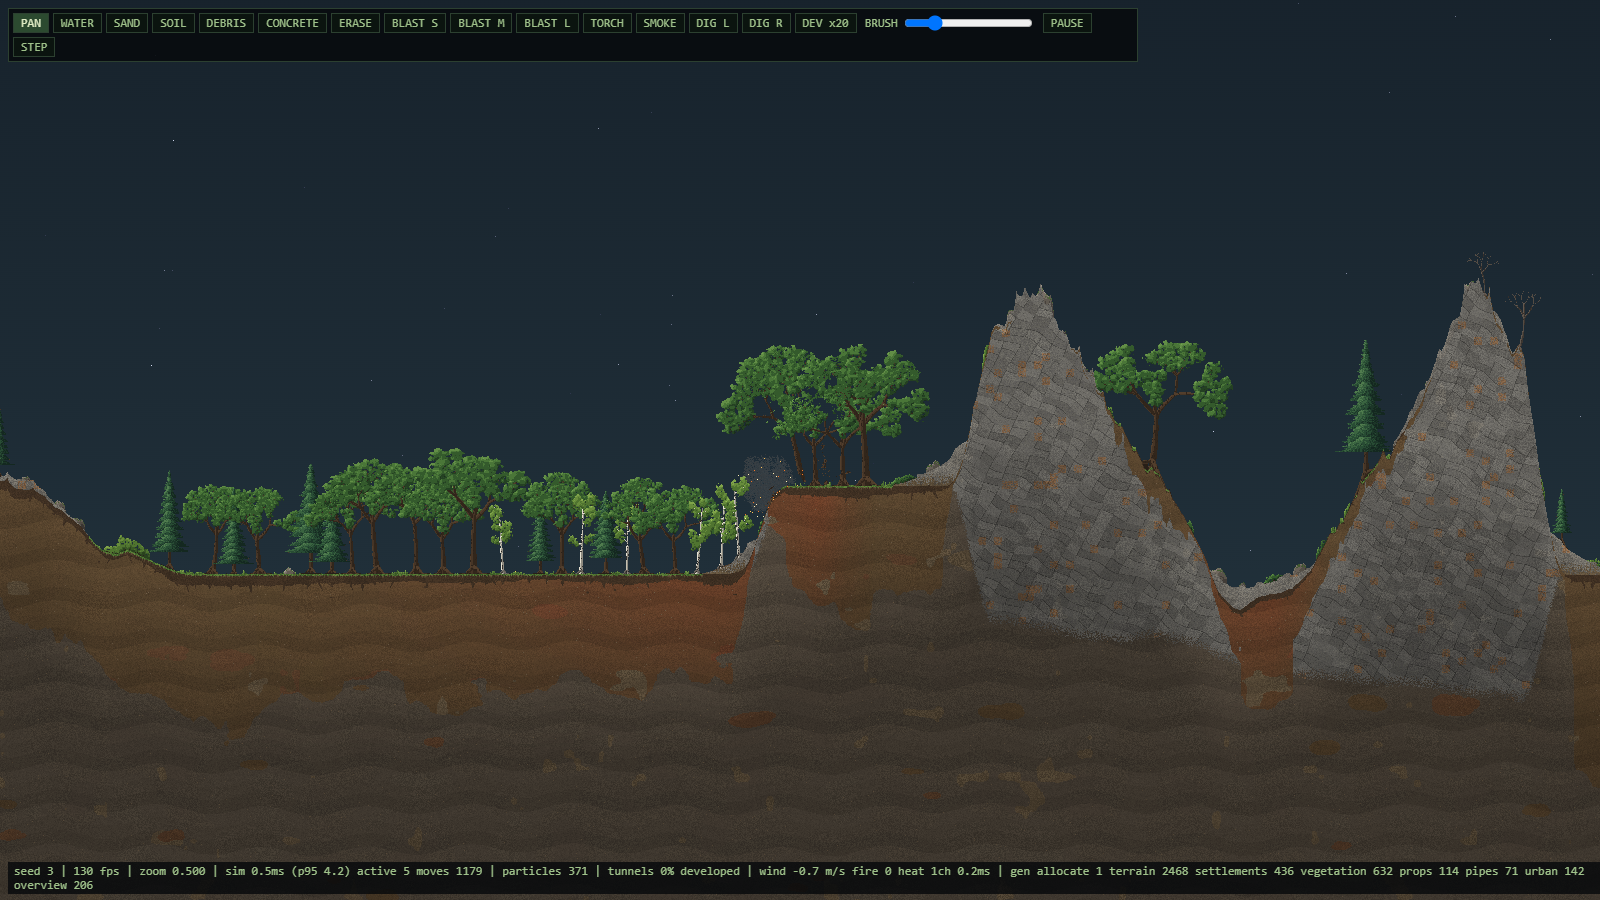 PAN WATER SAND SOIL DEBRIS CONCRETE ERASE BLAST S BLAST M BLAST L TORCH SMOKE DIG L DIG R DEV x20 BRUSH PAUSE
STEP
seed 3 | 130 fps | zoom 0.500 | sim 0.5ms (p95 4.2) active 5 moves 1179 | particles 371 | tunnels 0% developed | wind -0.7 m/s fire 0 heat 1ch 0.2ms | gen allocate 1 terrain 2468 settlements 436 vegetation 632 props 114 pipes 71 urban 142
overview 206